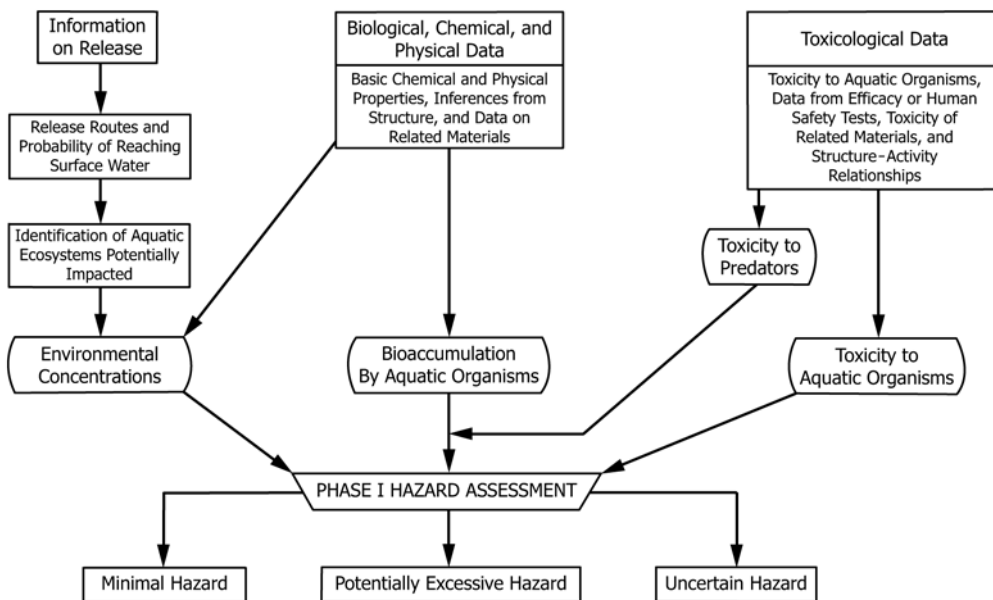 Information
on Release
Release Routes and
Probability of Reaching
Surface Water
Identification of Aquatic
Ecosystems Potentially
Impacted
Environmental
Concentrations
Biological, Chemical, and
Physical Data
Basic Chemical and Physical
Properties, Inferences from
Structure, and Data on
Related Materials
Bioaccumulation
By Aquatic Organisms
Toxicological Data
Toxicity to Aquatic Organisms,
Data from Efficacy or Human
Safety Tests, Toxicity of
Related Materials, and
Structure–Activity
Relationships
Toxicity to
Predators
Toxicity to
Aquatic Organisms
PHASE I HAZARD ASSESSMENT
Minimal Hazard
Potentially Excessive Hazard
Uncertain Hazard